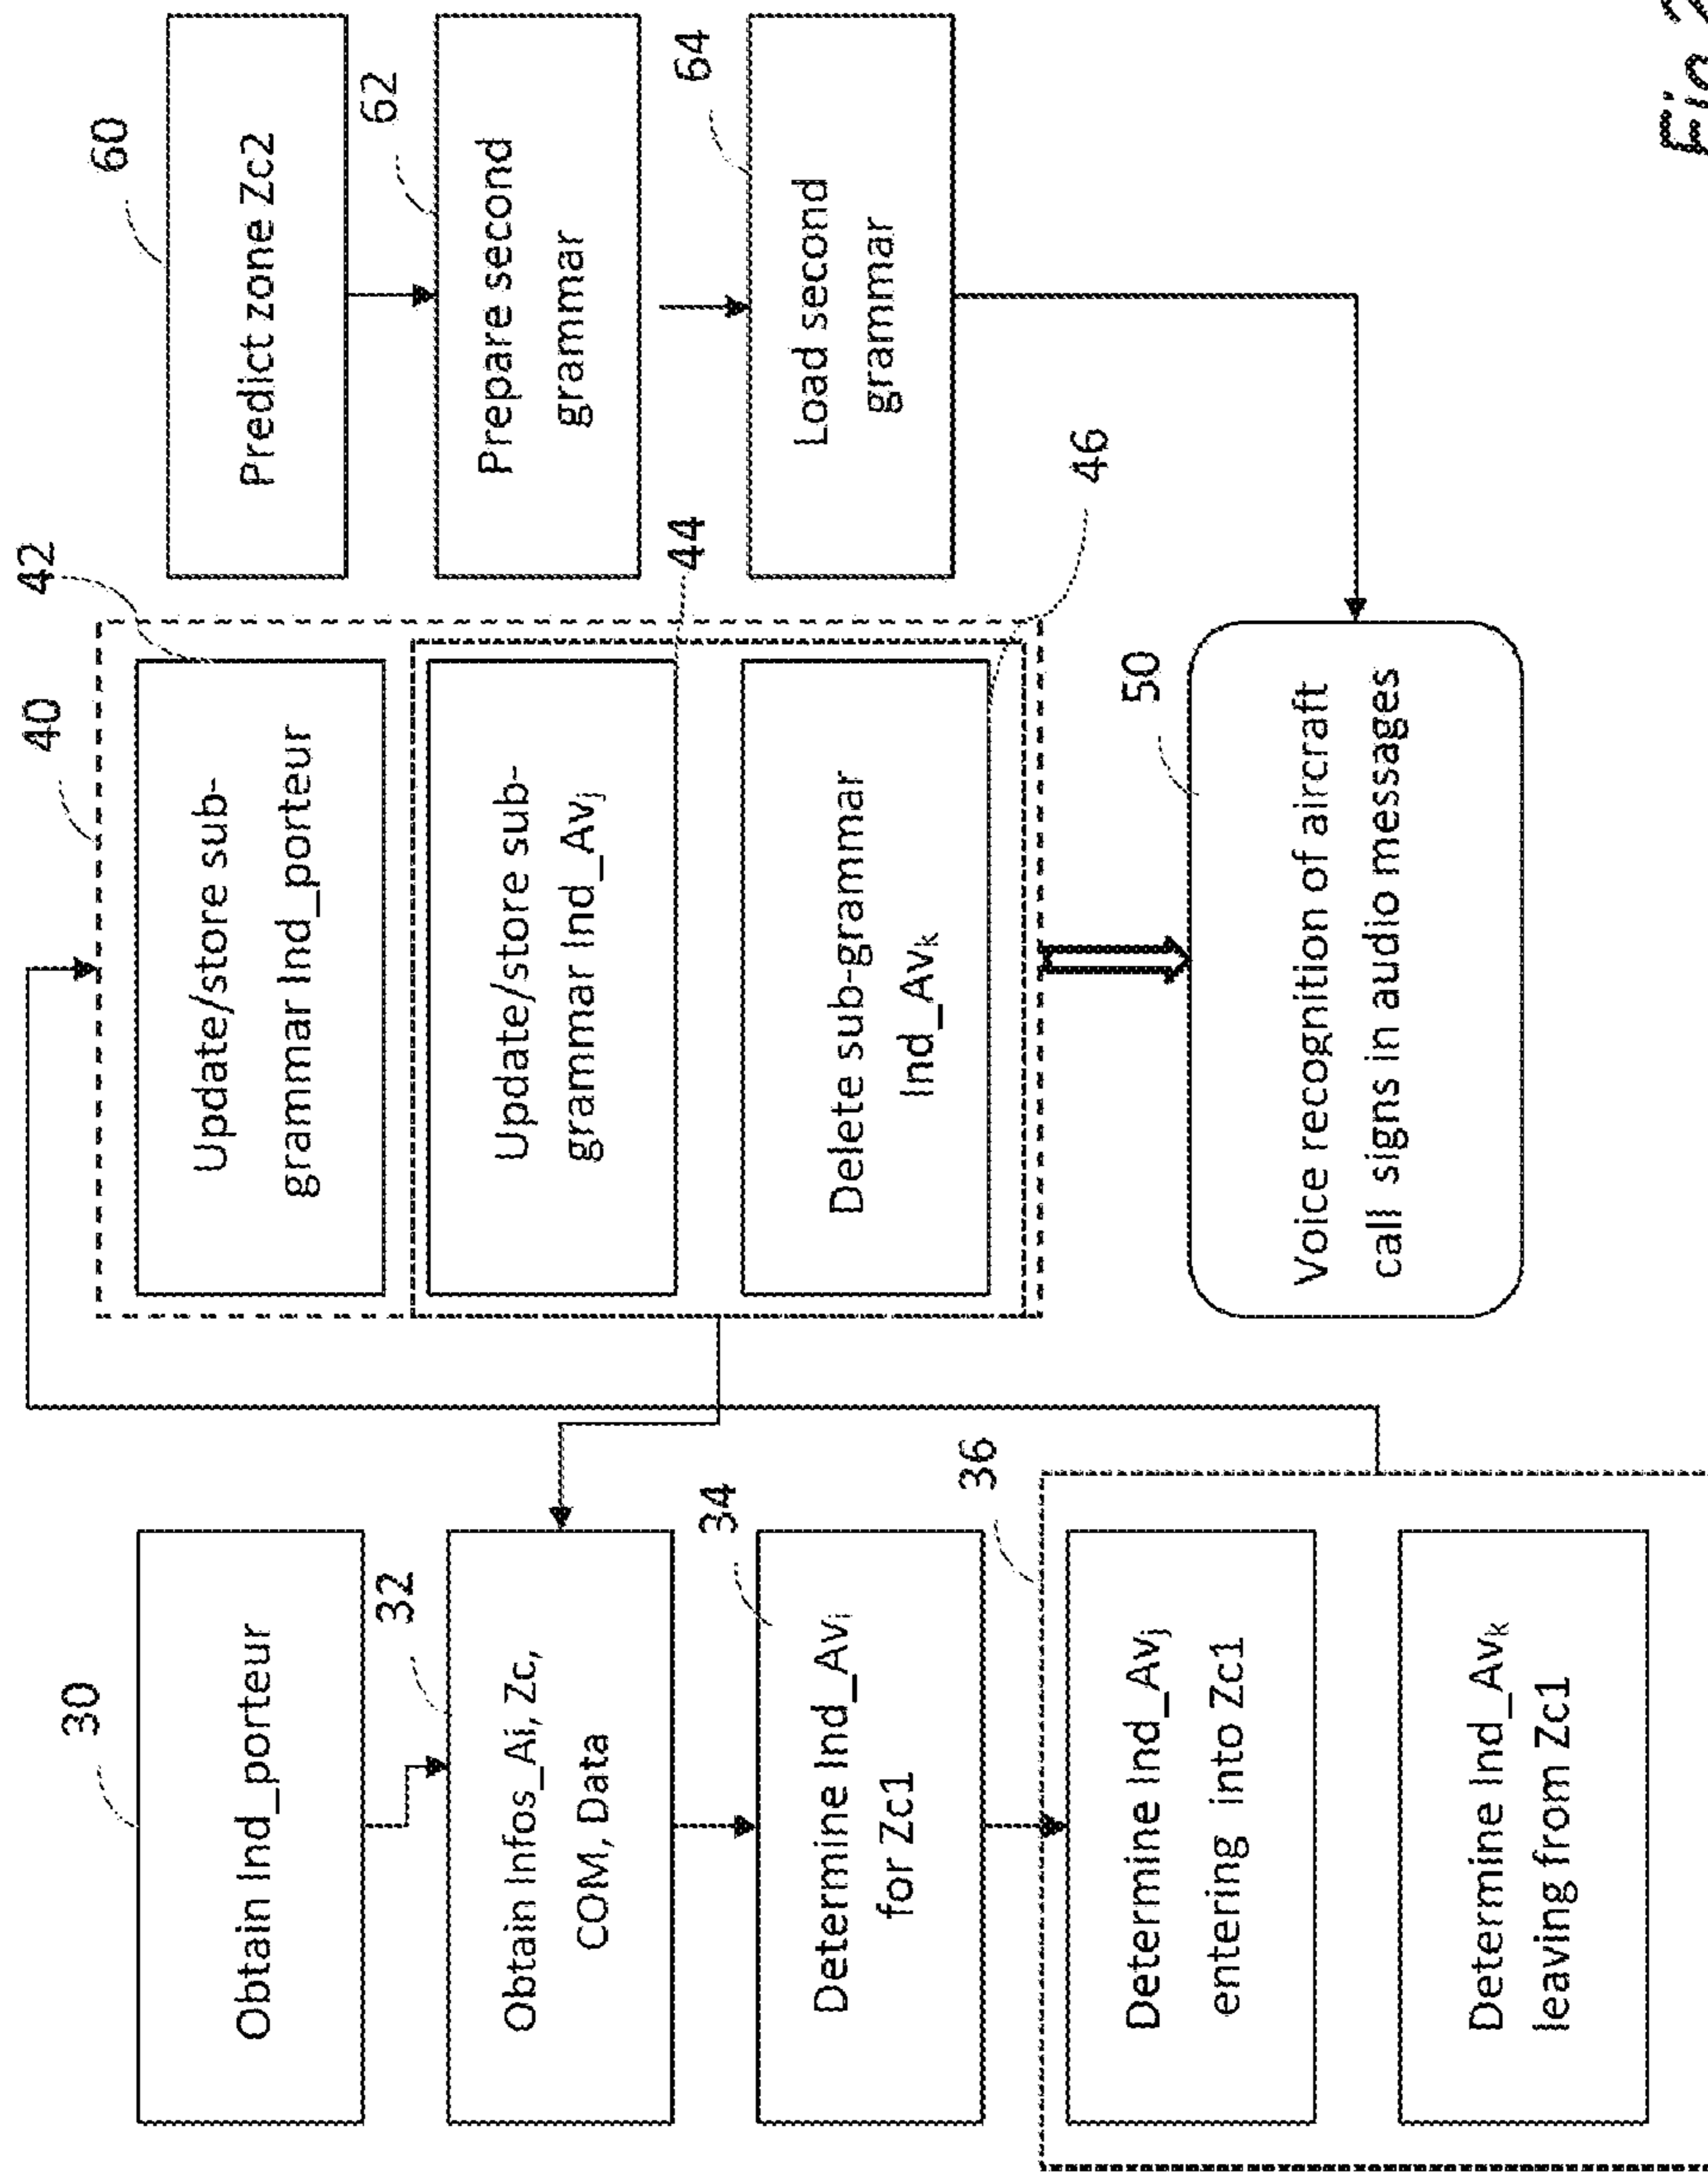 30
Obtain Ind_porteur
32
Obtain Infos_Ai, Zc,
COM, Data
34
Determine Ind_Avᵢ
for Zc1
36
Determine Ind_Avⱼ
entering into Zc1
Determine Ind_Avₖ
leaving from Zc1
40
42
Update/store sub-
grammar Ind_porteur
44
Update/store sub-
grammar Ind_Avⱼ
46
Delete sub-grammar
Ind_Avₖ
50
Voice recognition of aircraft
call signs in audio messages
60
Predict zone Zc2
62
Prepare second
grammar
64
Load second
grammar